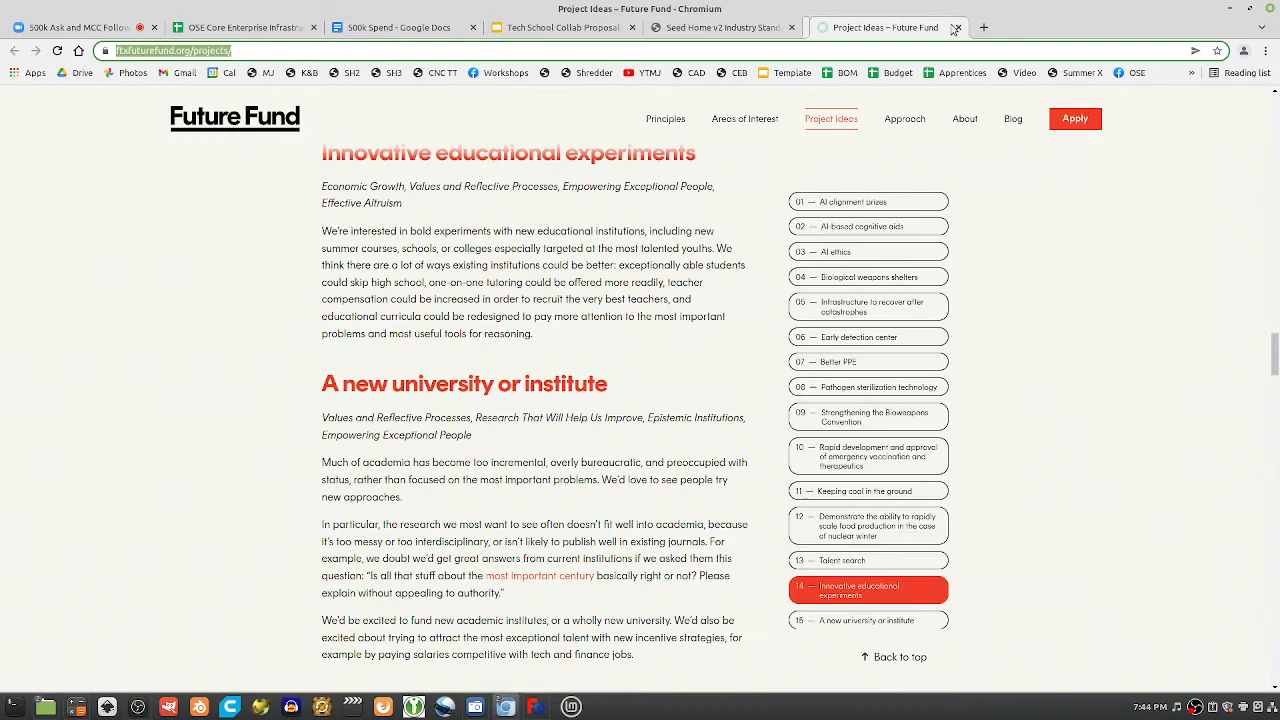 Project Ideas – Future Fund – Chromium
500k Ask and MCC Follow
OSE Core Enterprise Infrastru
500k Spend - Google Docs
Tech School Collab Proposal
Seed Home v2 Industry Stand
Project Ideas – Future Fund
ftxfuturefund.org/projects/
Apps
Drive
Photos
Gmail
Cal
MJ
K&B
SH2
SH3
CNC TT
Workshops
Shredder
YTMJ
CAD
CEB
Template
BOM
Budget
Apprentices
Video
Summer X
OSE
»
Reading list
Future Fund
Principles
Areas of Interest
Project Ideas
Approach
About
Blog
Apply
Innovative educational experiments
Economic Growth, Values and Reflective Processes, Empowering Exceptional People,
Effective Altruism
We're interested in bold experiments with new educational institutions, including new
summer courses, schools, or colleges especially targeted at the most talented youths. We
think there are a lot of ways existing institutions could be better: exceptionally able students
could skip high school, one-on-one tutoring could be offered more readily, teacher
compensation could be increased in order to recruit the very best teachers, and
educational curricula could be redesigned to pay more attention to the most important
problems and most useful tools for reasoning.
A new university or institute
Values and Reflective Processes, Research That Will Help Us Improve, Epistemic Institutions,
Empowering Exceptional People
Much of academia has become too incremental, overly bureaucratic, and preoccupied with
status, rather than focused on the most important problems. We'd love to see people try
new approaches.
In particular, the research we most want to see often doesn't fit well into academia, because
it's too messy or too interdisciplinary, or isn't likely to publish well in existing journals. For
example, we doubt we'd get great answers from current institutions if we asked them this
question: "Is all that stuff about the most important century basically right or not? Please
explain without appealing to authority."
We'd be excited to fund new academic institutes, or a wholly new university. We'd also be
excited about trying to attract the most exceptional talent with new incentive strategies, for
example by paying salaries competitive with tech and finance jobs.
01 — AI alignment prizes
02 — AI-based cognitive aids
03 — AI ethics
04 — Biological weapons shelters
05 — Infrastructure to recover after
catastrophes
06 — Early detection center
07 — Better PPE
08 — Pathogen sterilization technology
09 — Strengthening the Bioweapons
Convention
10 — Rapid development and approval
of emergency vaccination and
therapeutics
11 — Keeping coal in the ground
12 — Demonstrate the ability to rapidly
scale food production in the case
of nuclear winter
13 — Talent search
14 — Innovative educational
experiments
15 — A new university or institute
↑ Back to top
7:44 PM